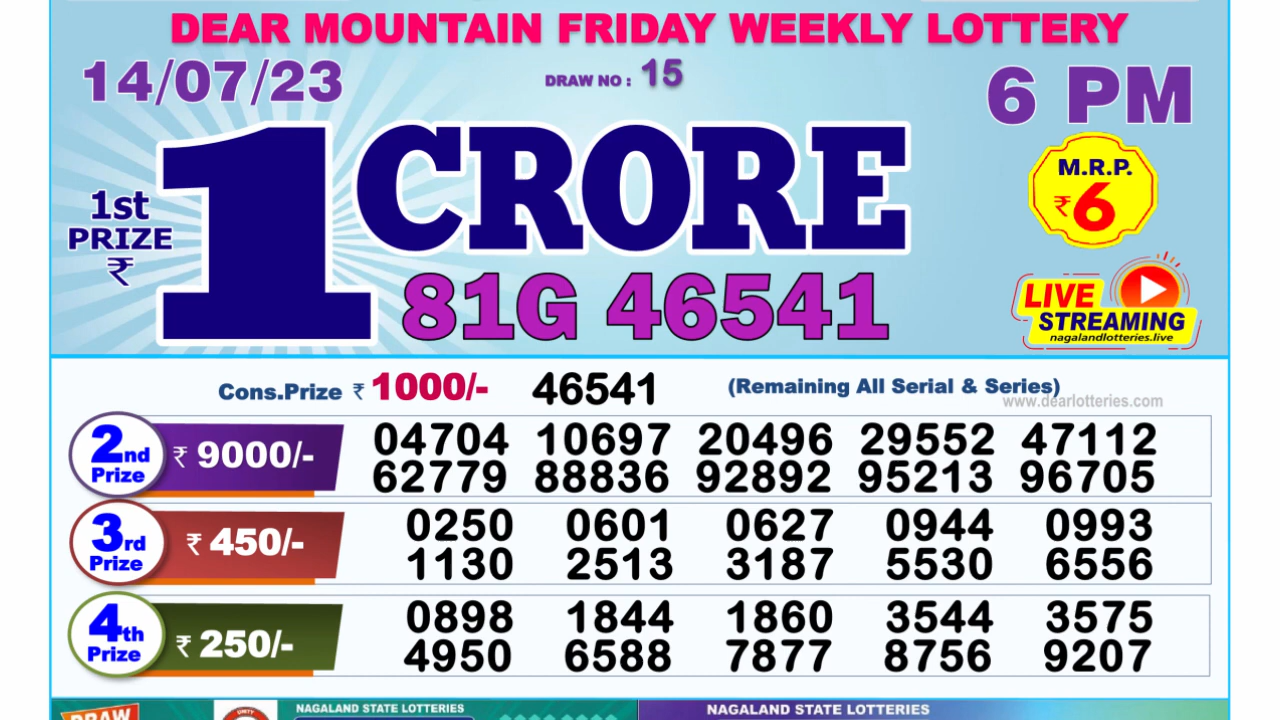 DEAR MOUNTAIN FRIDAY WEEKLY LOTTERY
14/07/23
DRAW NO : 15
6 PM
1st
PRIZE
₹
1 CRORE
81G 46541
M.R.P.
₹6
LIVE
STREAMING
nagalandlotteries.live
Cons.Prize ₹ 1000/- 46541 (Remaining All Serial & Series)
www.dearlotteries.com
2nd Prize ₹ 9000/-
04704 10697 20496 29552 47112
62779 88836 92892 95213 96705
3rd Prize ₹ 450/-
0250 0601 0627 0944 0993
1130 2513 3187 5530 6556
4th Prize ₹ 250/-
0898 1844 1860 3544 3575
4950 6588 7877 8756 9207
DRAW
UNITY
NAGALAND STATE LOTTERIES
NAGALAND STATE LOTTERIES